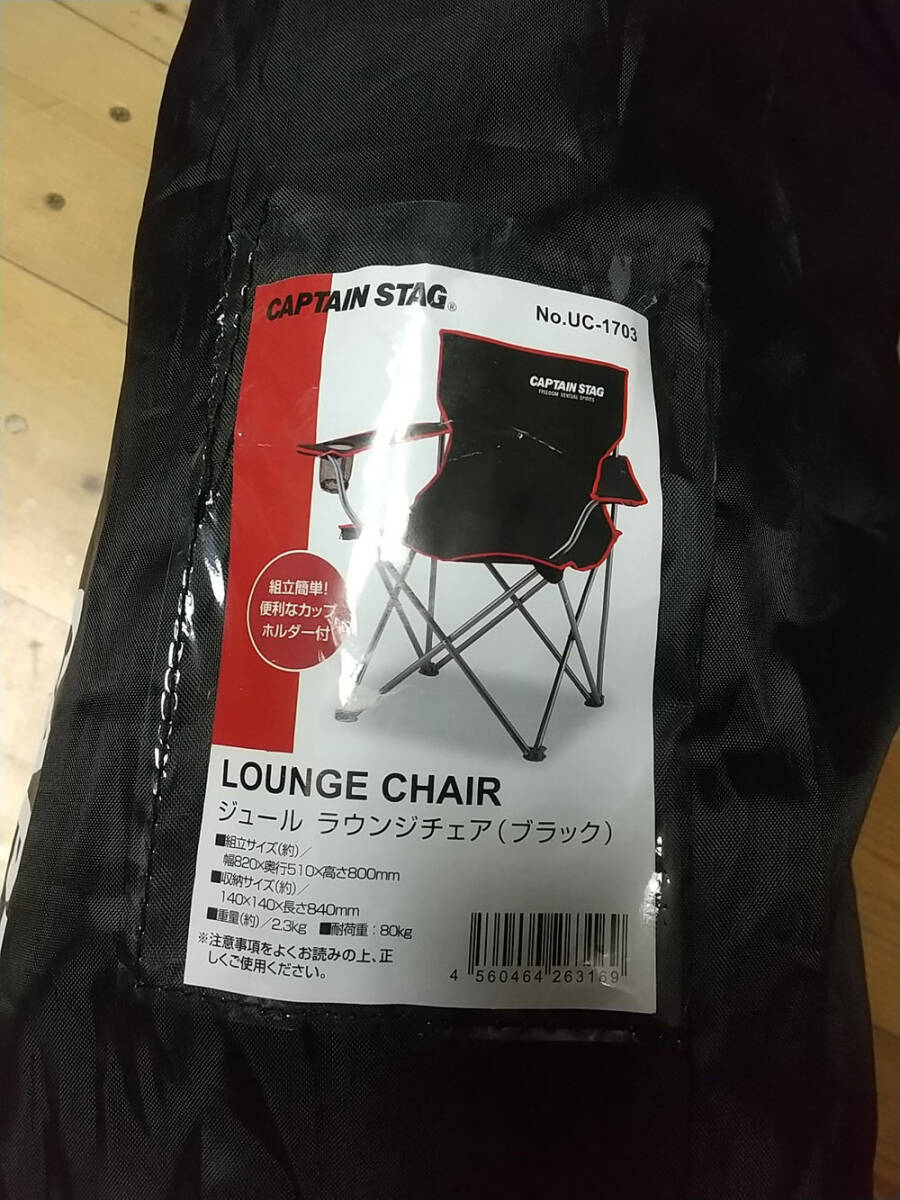 CAPTAIN STAG®
No.UC-1703
CAPTAIN STAG
組立簡単!
便利なカップ
ホルダー付
LOUNGE CHAIR
ジュール ラウンジチェア(ブラック)
■組立サイズ(約)/
幅820×奥行510×高さ800mm
■収納サイズ(約)/
140×140×長さ840mm
■重量(約)/2.3kg ■耐荷重:80kg
※注意事項をよくお読みの上、正
しくご使用ください。
4 560464 263169